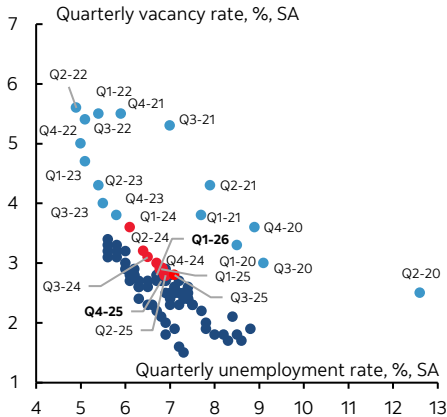 Quarterly vacancy rate, %, SA
7
6
5
4
3
2
1
Q2-22
Q1-22
Q4-21
Q4-22
Q3-22
Q3-21
Q1-23
Q2-23
Q2-21
Q3-23
Q4-23
Q1-24
Q1-21
Q4-20
Q2-24
Q1-26
Q4-24
Q1-20
Q3-20
Q1-25
Q2-20
Q3-24
Q3-25
Q4-25
Q2-25
Quarterly unemployment rate, %, SA
4 5 6 7 8 9 10 11 12 13